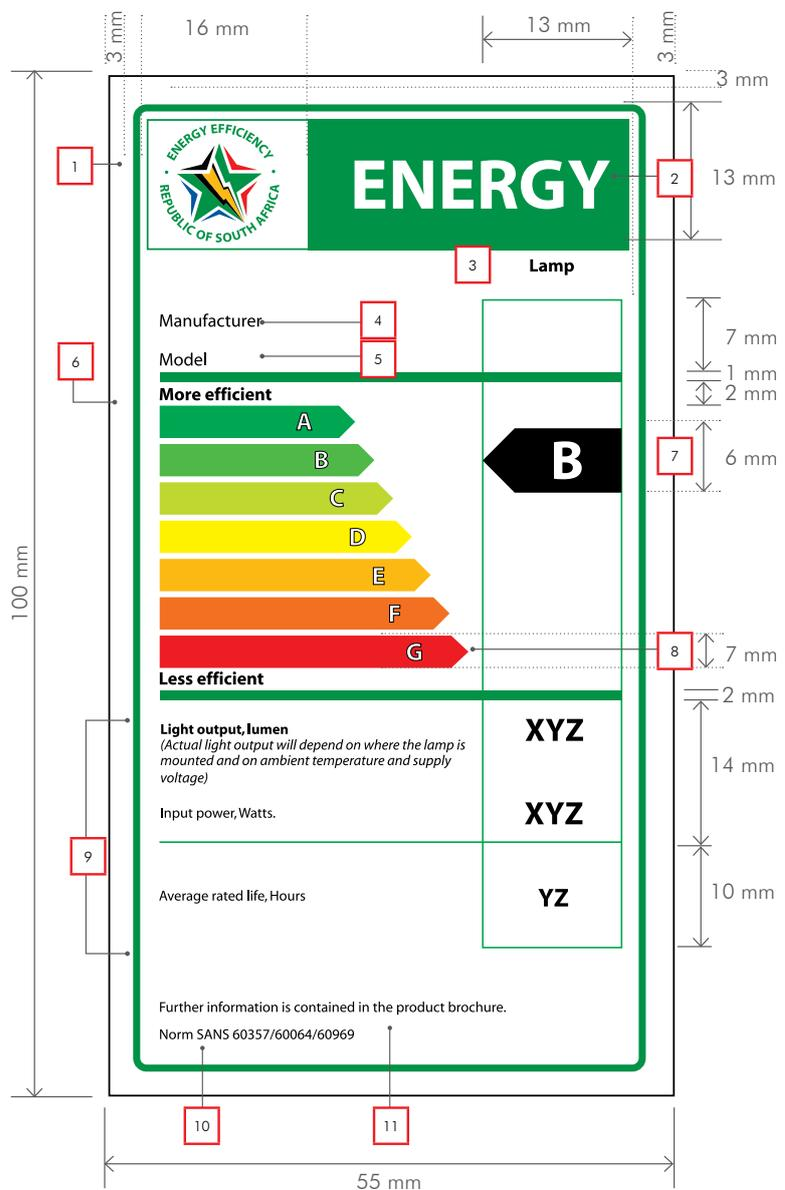 3 mm
16 mm
13 mm
3 mm
3 mm
ENERGY EFFICIENCY
REPUBLIC OF SOUTH AFRICA
ENERGY
1
2
13 mm
3
Lamp
Manufacturer
4
7 mm
Model
5
6
1 mm
More efficient
2 mm
A
B
B
7
6 mm
C
D
E
100 mm
F
G
8
7 mm
Less efficient
2 mm
Light output, lumen
XYZ
(Actual light output will depend on where the lamp is
mounted and on ambient temperature and supply
voltage)
14 mm
Input power, Watts.
XYZ
9
Average rated life, Hours
YZ
10 mm
Further information is contained in the product brochure.
Norm SANS 60357/60064/60969
10
11
55 mm